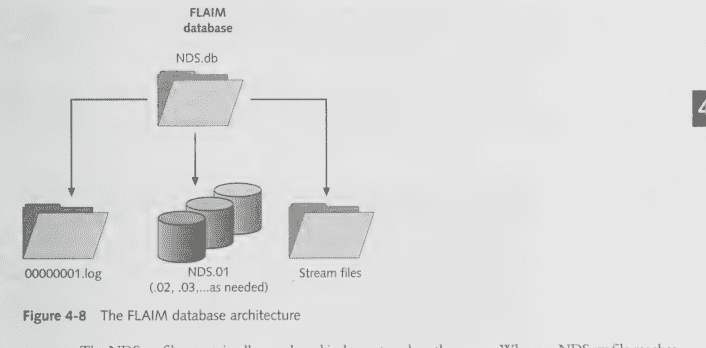 FLAIM
database
NDS.db
4
00000001.log
NDS.01
(.02, .03,...as needed)
Stream files
Figure 4-8 The FLAIM database architecture